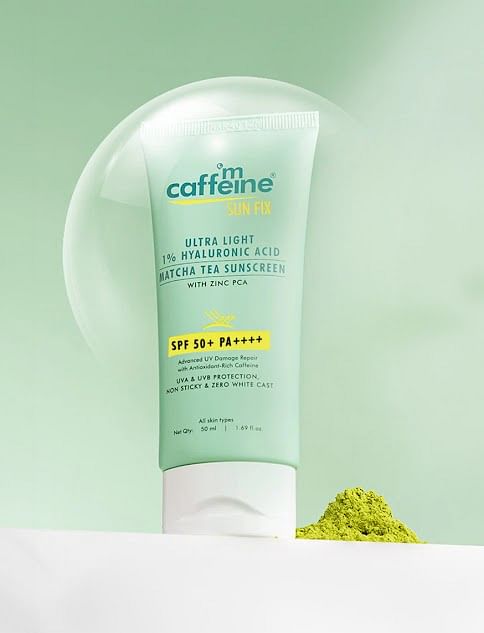 m
caffeine®
SUN FIX
ULTRA LIGHT
1% HYALURONIC ACID
MATCHA TEA SUNSCREEN
WITH ZINC PCA
SPF 50+ PA++++
Advanced UV Damage Repair
with Antioxidant-Rich Caffeine
UVA & UVB PROTECTION,
NON STICKY & ZERO WHITE CAST
All skin types
Net Qty: 50 ml | 1.69 fl.oz.